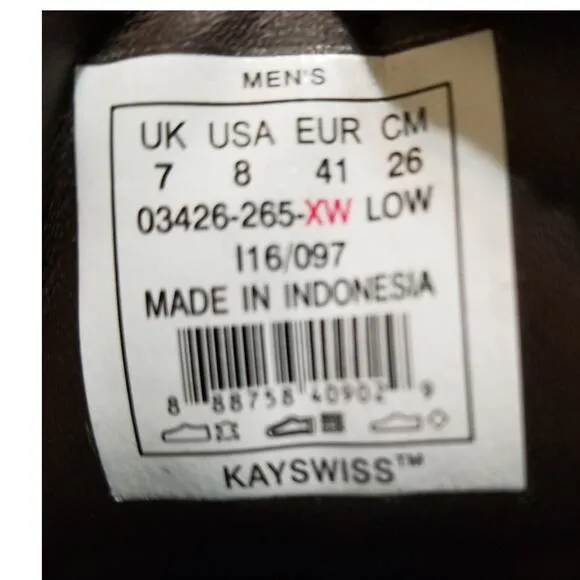 MEN'S
UK USA EUR CM
7 8 41 26
03426-265-XW LOW
I16/097
MADE IN INDONESIA
8 88758 40902 9
KAYSWISS™